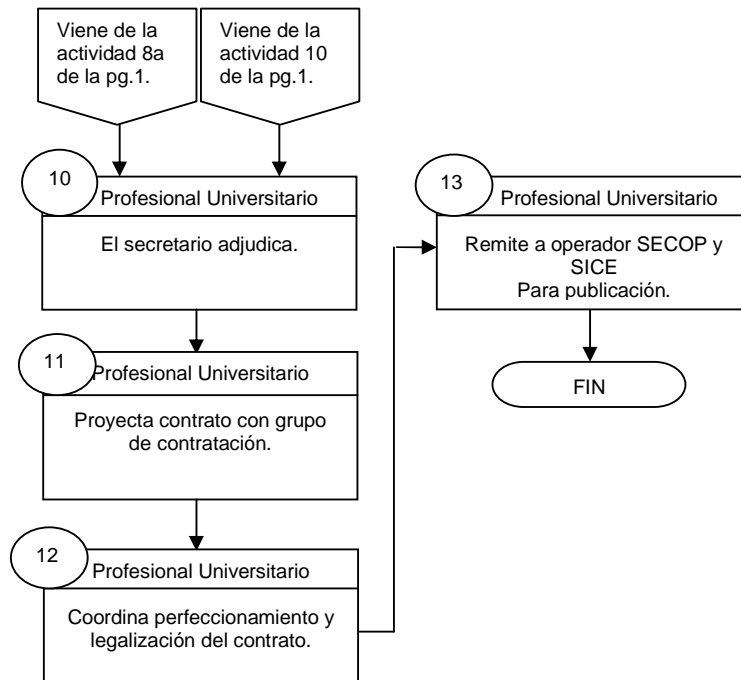 Viene de la
actividad 8a
de la pg.1.
Viene de la
actividad 10
de la pg.1.
10
Profesional Universitario
El secretario adjudica.
11
Profesional Universitario
Proyecta contrato con grupo
de contratación.
12
Profesional Universitario
Coordina perfeccionamiento y
legalización del contrato.
13
Profesional Universitario
Remite a operador SECOP y
SICE
Para publicación.
FIN